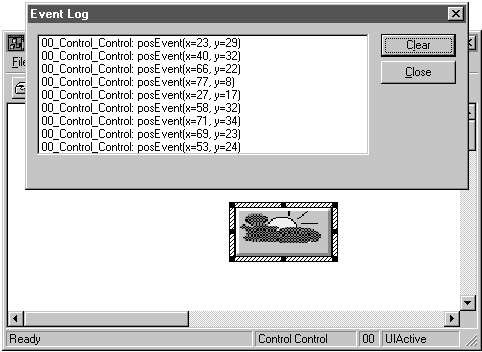 Event Log
00_Control_Control: posEvent(x=23, y=29)
00_Control_Control: posEvent(x=40, y=32)
00_Control_Control: posEvent(x=66, y=22)
00_Control_Control: posEvent(x=77, y=8)
00_Control_Control: posEvent(x=27, y=17)
00_Control_Control: posEvent(x=58, y=32)
00_Control_Control: posEvent(x=71, y=34)
00_Control_Control: posEvent(x=69, y=23)
00_Control_Control: posEvent(x=53, y=24)
Clear
Close
File
Ready
Control Control
00
UIActive